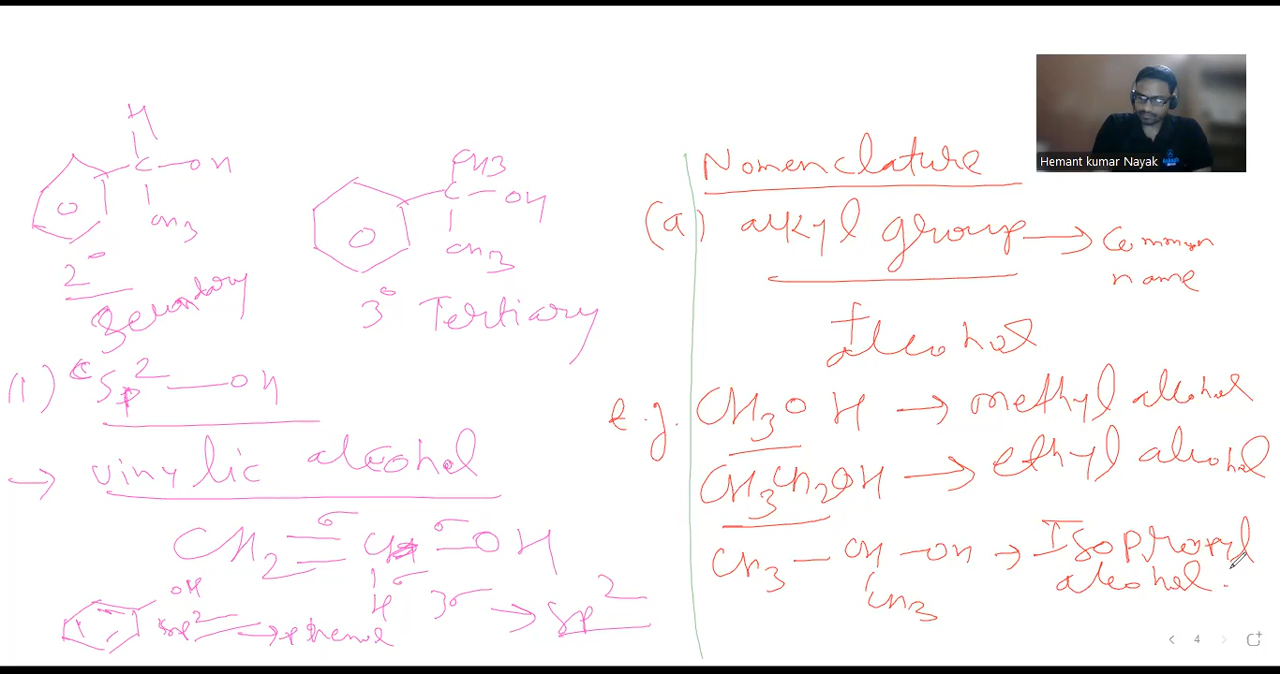 H
C—OH
CH3
2°
Secondary
CH3
C—OH
CH3
3° Tertiary
(1) Csp2—OH
→ vinylic alcohol
CH2=C—OH
σ σ
H σ 3σ → sp2
OH
sp2 → phenol
Nomenclature
(a) alkyl group → Common
name
+
alcohol
e.g. CH3OH → methyl alcohol
CH3CH2OH → ethyl alcohol
CH3—CH—OH → Isopropyl
CH3
alcohol.
Hemant kumar Nayak
4